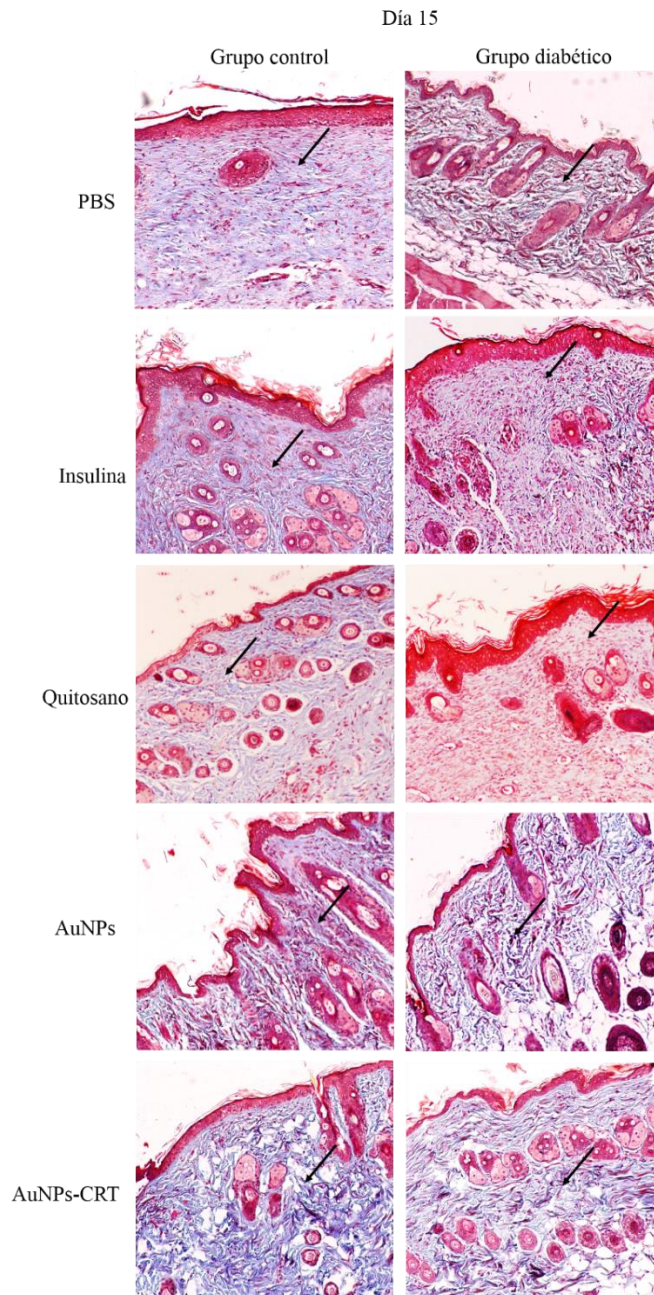 Día 15
Grupo control
Grupo diabético
PBS
Insulina
Quitosano
AuNPs
AuNPs-CRT